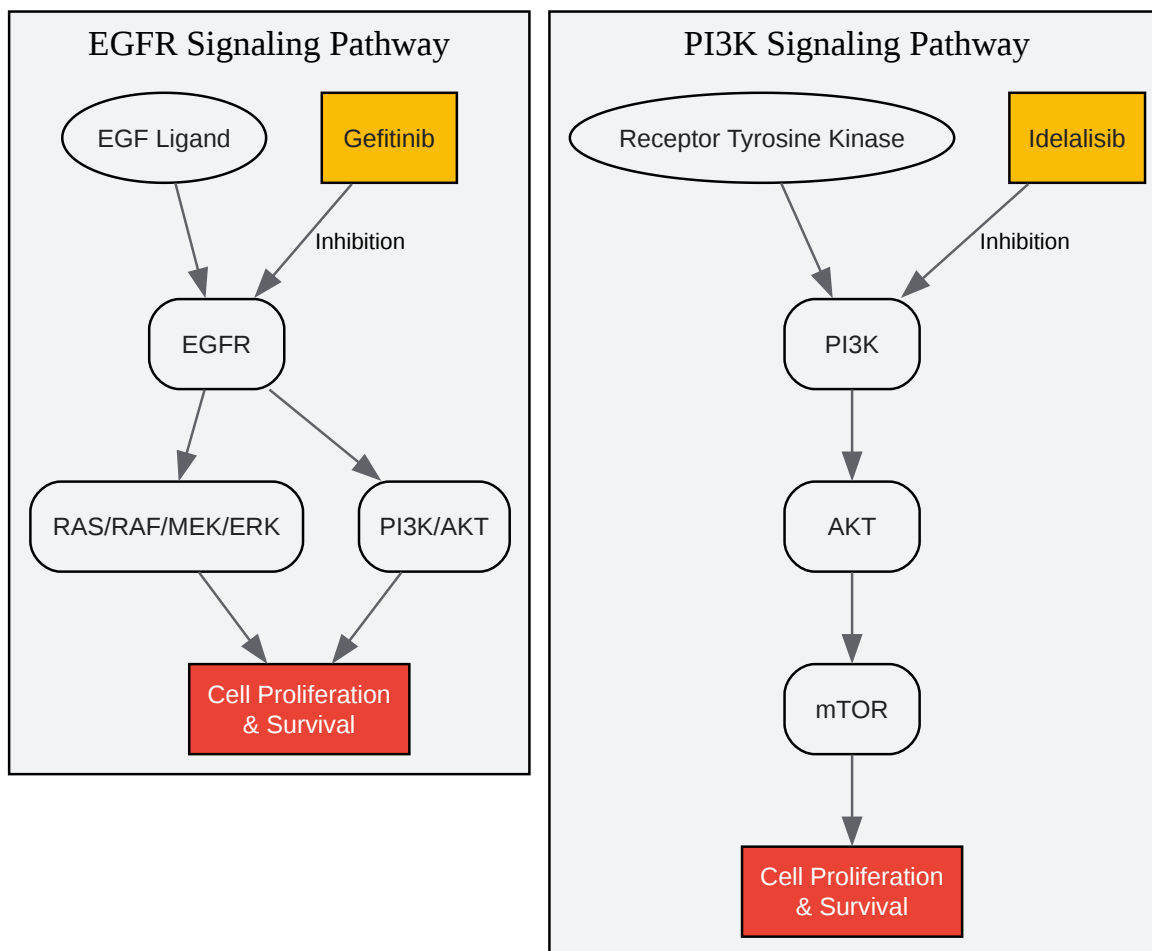 EGFR Signaling Pathway
EGF Ligand
Gefitinib
Inhibition
EGFR
RAS/RAF/MEK/ERK
PI3K/AKT
Cell Proliferation
& Survival
PI3K Signaling Pathway
Receptor Tyrosine Kinase
Idelalisib
Inhibition
PI3K
AKT
mTOR
Cell Proliferation
& Survival